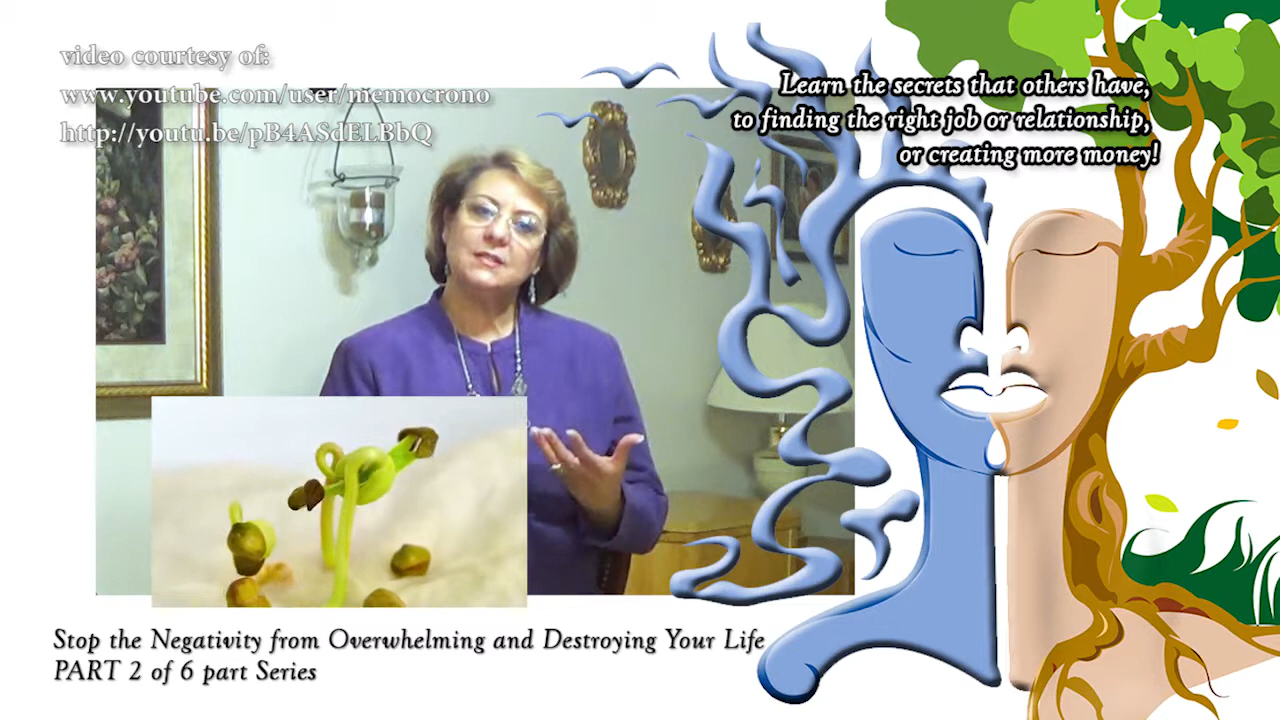 video courtesy of:
www.youtube.com/user/memocrono
http://youtu.be/pB4ASdELBbQ
Learn the secrets that others have,
to finding the right job or relationship,
or creating more money!
Stop the Negativity from Overwhelming and Destroying Your Life
PART 2 of 6 part Series